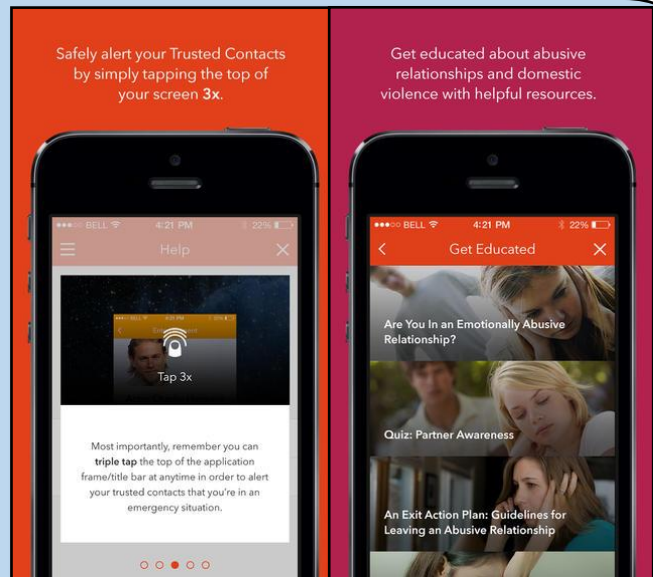 Safely alert your Trusted Contacts
by simply tapping the top of
your screen 3x.
BELL 4:21 PM 22%
Help
Tap 3x
Most importantly, remember you can
triple tap the top of the application
frame/title bar at anytime in order to alert
your trusted contacts that you're in an
emergency situation.
Get educated about abusive
relationships and domestic
violence with helpful resources.
BELL 4:21 PM 22%
Get Educated
Are You In an Emotionally Abusive
Relationship?
Quiz: Partner Awareness
An Exit Action Plan: Guidelines for
Leaving an Abusive Relationship